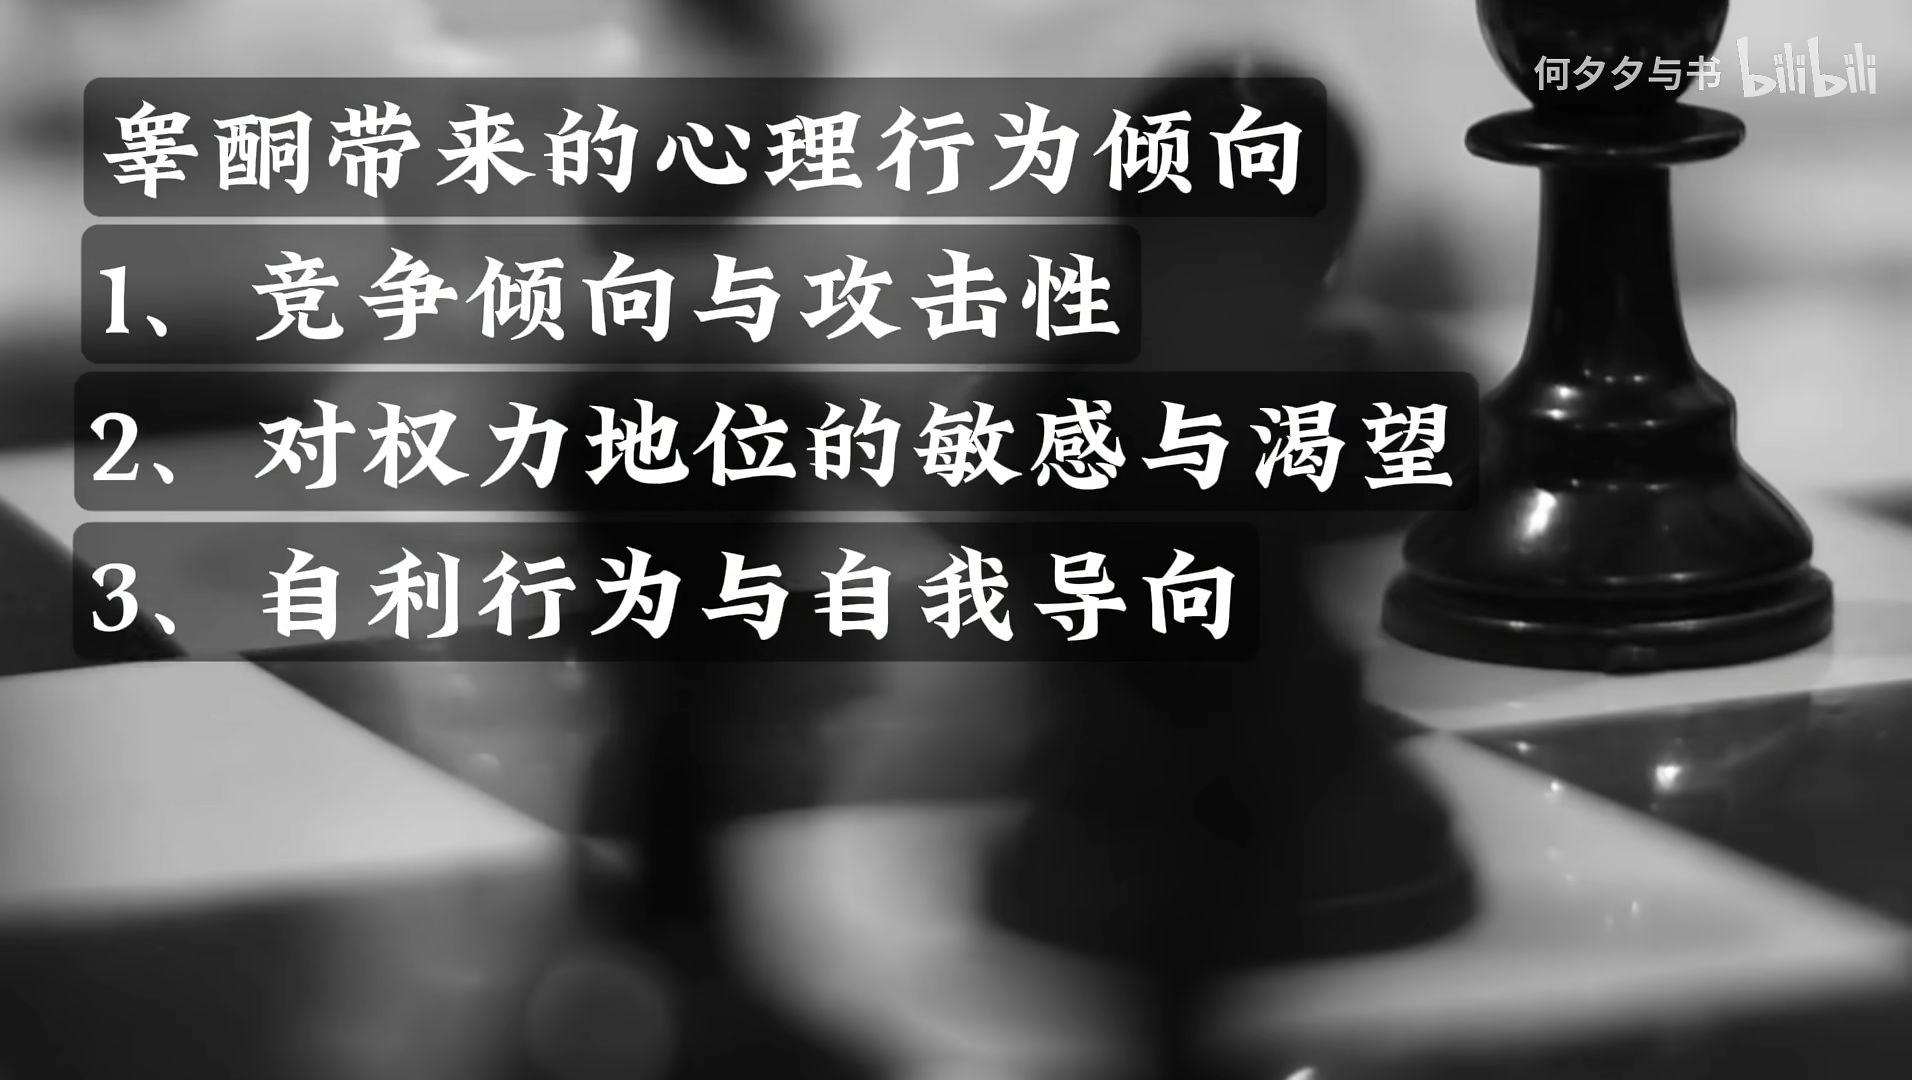 何夕夕与书 bilibili
睾酮带来的心理行为倾向
1、竞争倾向与攻击性
2、对权力地位的敏感与渴望
3、自利行为与自我导向